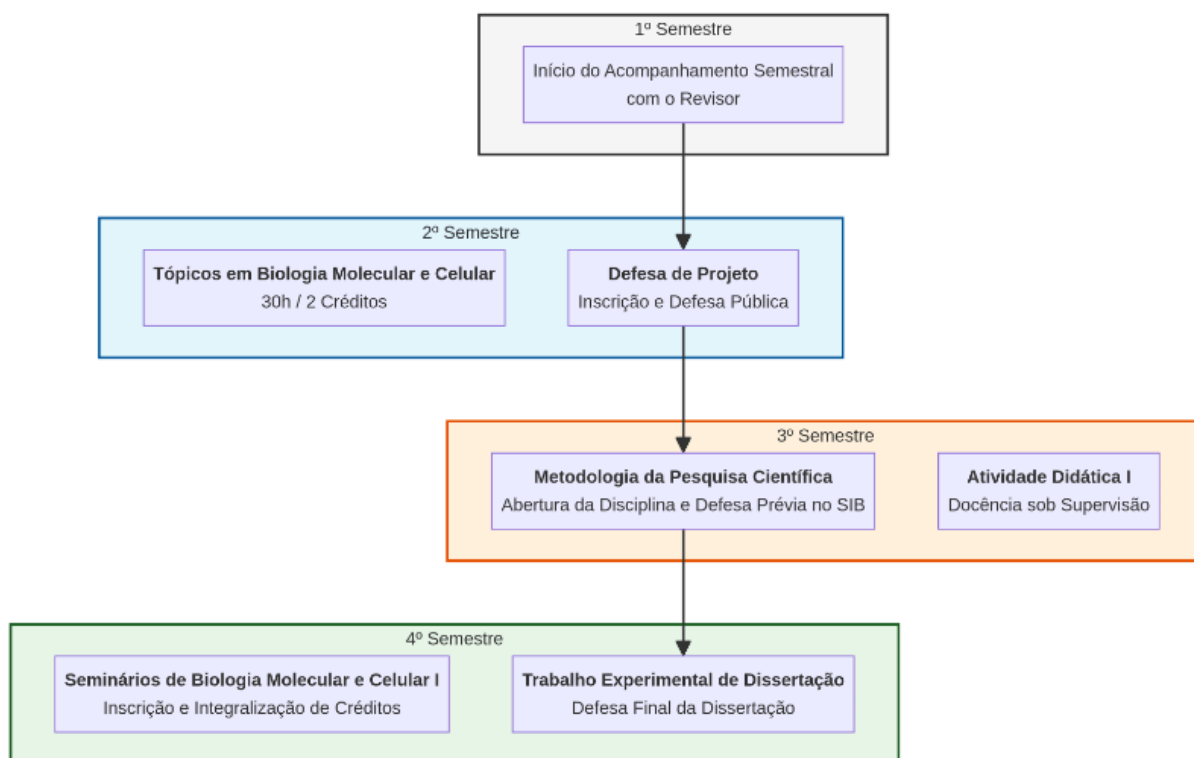 1º Semestre
Início do Acompanhamento Semestral
com o Revisor
2º Semestre
Tópicos em Biologia Molecular e Celular
30h / 2 Créditos
Defesa de Projeto
Inscrição e Defesa Pública
3º Semestre
Metodologia da Pesquisa Científica
Abertura da Disciplina e Defesa Prévia no SIB
Atividade Didática I
Docência sob Supervisão
4º Semestre
Seminários de Biologia Molecular e Celular I
Inscrição e Integralização de Créditos
Trabalho Experimental de Dissertação
Defesa Final da Dissertação